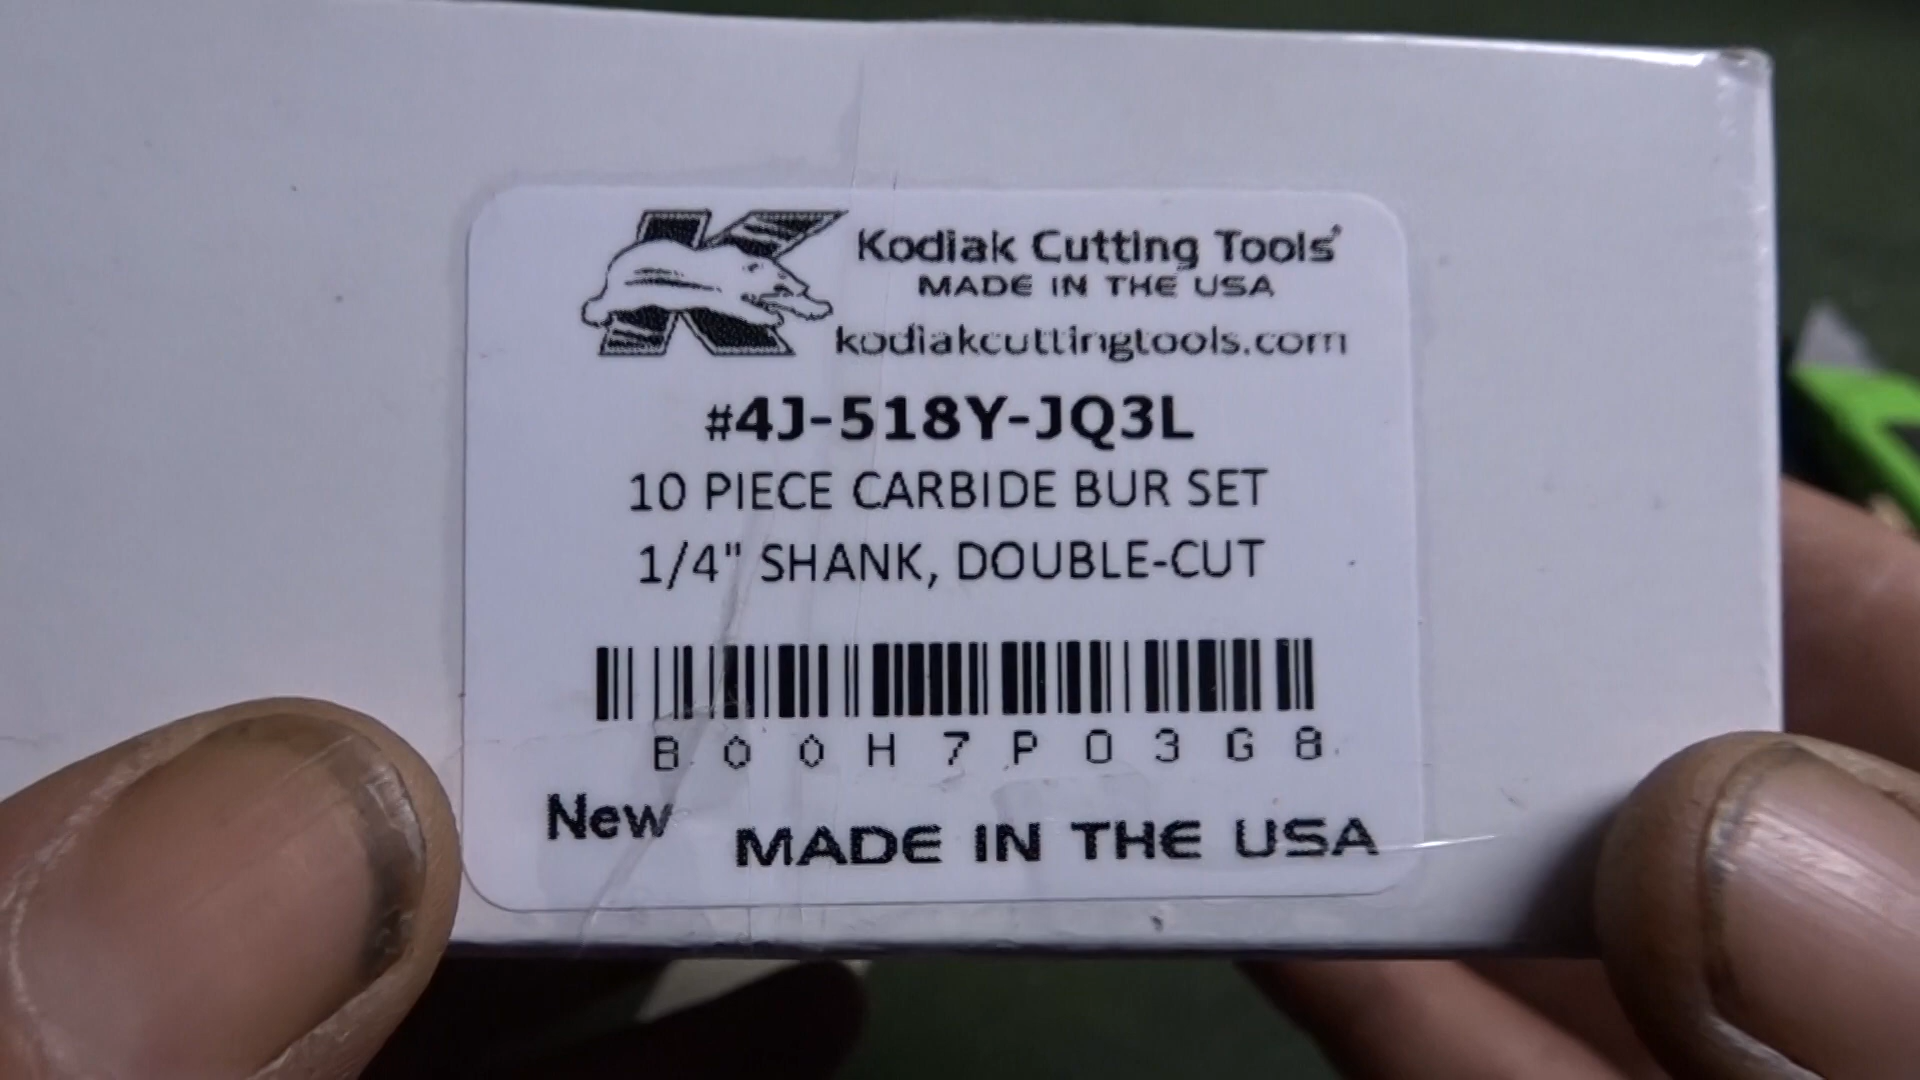 K
Kodiak Cutting Tools®
MADE IN THE USA
kodiakcuttingtools.com
#4J-518Y-JQ3L
10 PIECE CARBIDE BUR SET
1/4" SHANK, DOUBLE-CUT
B00H7P03G8
New
MADE IN THE USA